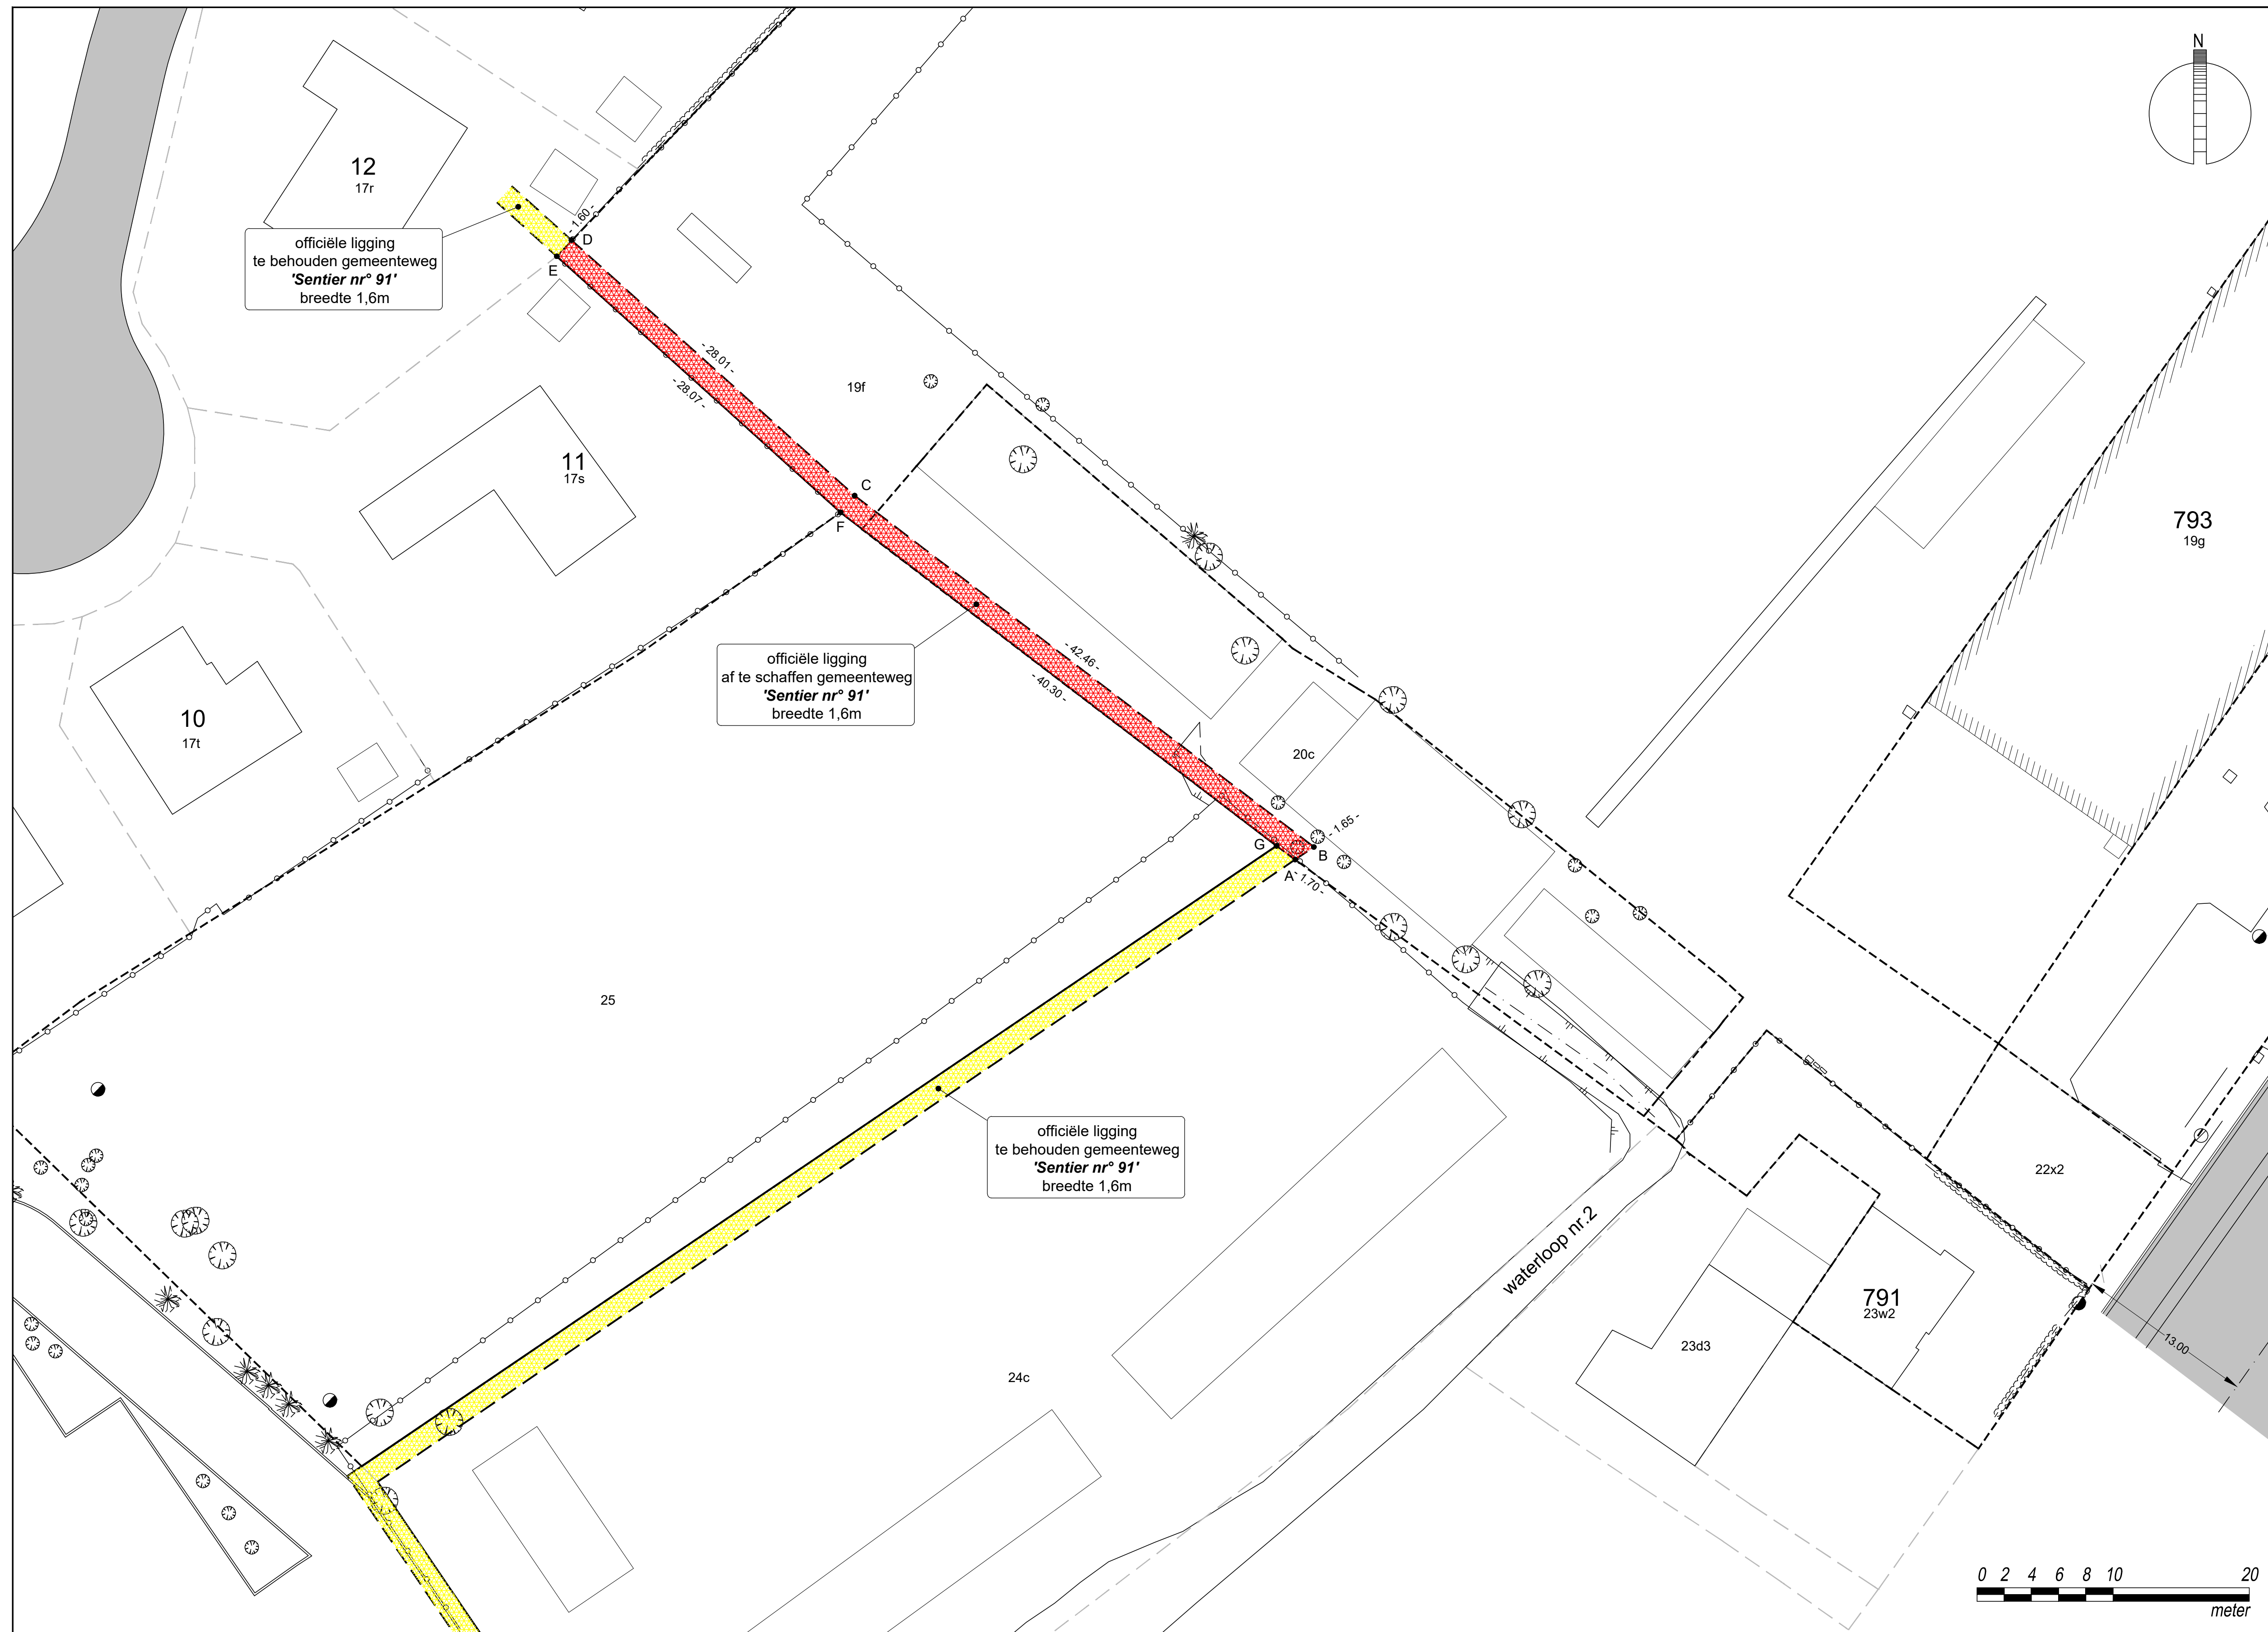 N
12
17r
- 1.60 -
D
officiële ligging
te behouden gemeenteweg
'Sentier nr° 91'
breedte 1,6m
E
- 28.01 -
- 28.07 -
19f
11
17s
C
F
793
19g
officiële ligging
af te schaffen gemeenteweg
'Sentier nr° 91'
breedte 1,6m
- 42.46 -
- 40.30 -
10
17t
20c
- 1.65 -
G
B
A
- 1.70 -
25
officiële ligging
te behouden gemeenteweg
'Sentier nr° 91'
breedte 1,6m
22x2
waterloop nr.2
791
23w2
23d3
13.00
24c
0 2 4 6 8 10 20
meter